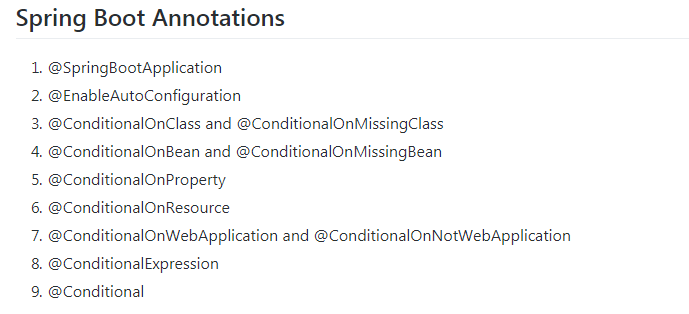 Spring Boot Annotations
1. @SpringBootApplication
2. @EnableAutoConfiguration
3. @ConditionalOnClass and @ConditionalOnMissingClass
4. @ConditionalOnBean and @ConditionalOnMissingBean
5. @ConditionalOnProperty
6. @ConditionalOnResource
7. @ConditionalOnWebApplication and @ConditionalOnNotWebApplication
8. @ConditionalExpression
9. @Conditional